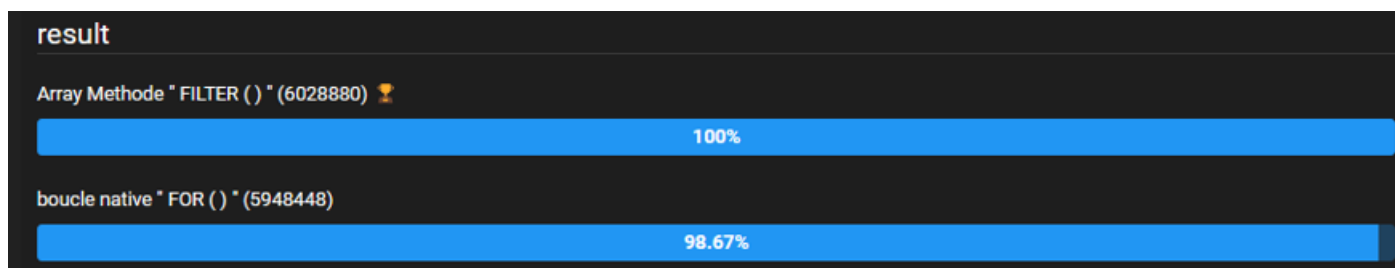 result
Array Methode " FILTER ( ) " (6028880) 🏆
100%
boucle native " FOR ( ) " (5948448)
98.67%